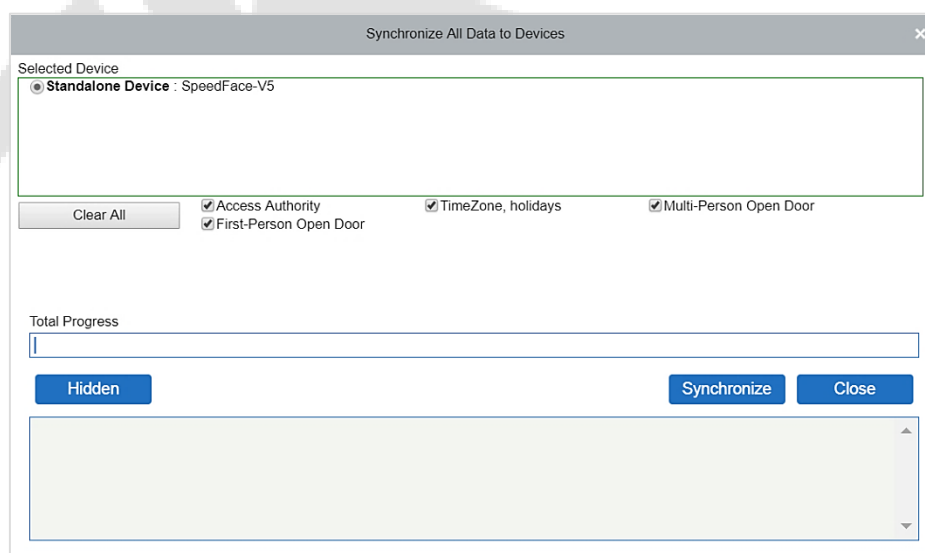 Synchronize All Data to Devices
Selected Device
Standalone Device : SpeedFace-V5
Clear All
Access Authority TimeZone, holidays Multi-Person Open Door
First-Person Open Door
Total Progress
Hidden Synchronize Close